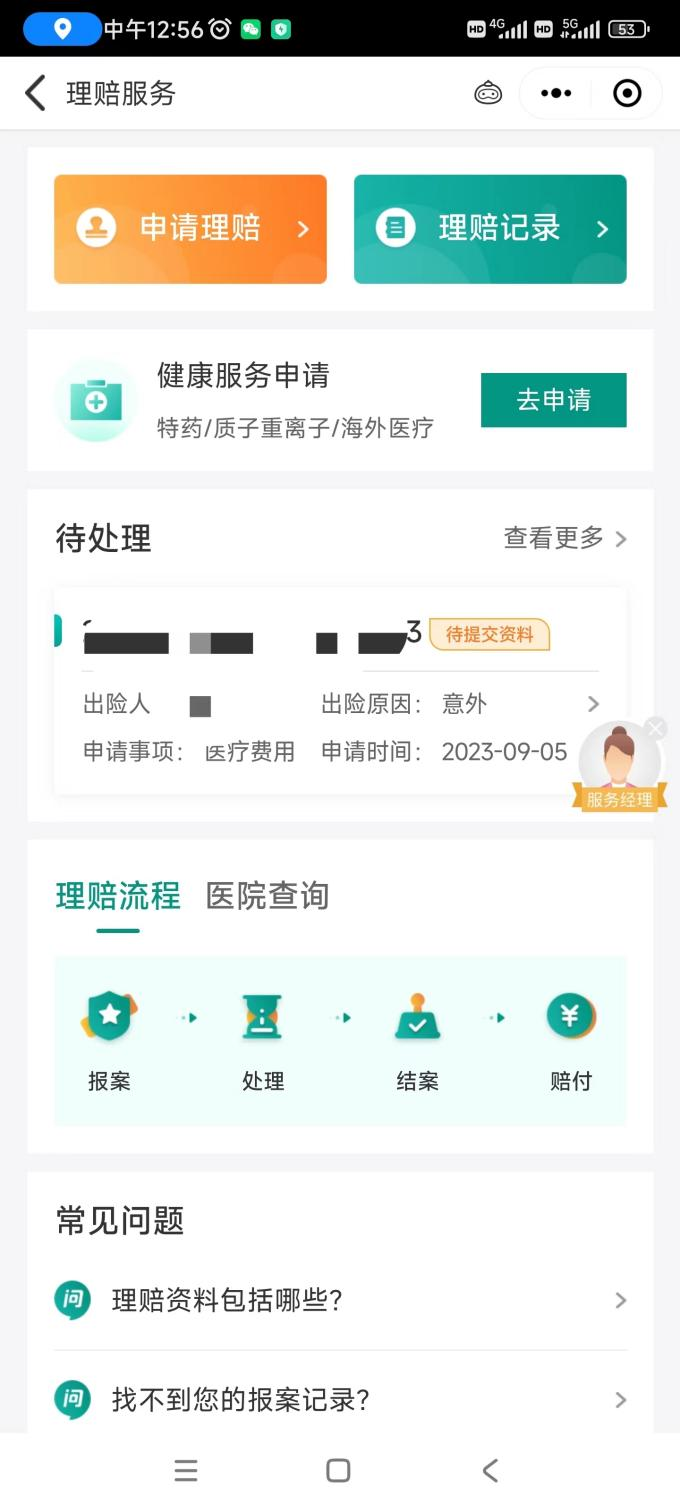 中午12:56 HD 4G HD 5G 53
理赔服务
申请理赔 理赔记录
健康服务申请
特药/质子重离子/海外医疗
去申请
待处理 查看更多
3 待提交资料
出险人 出险原因： 意外
申请事项： 医疗费用 申请时间： 2023-09-05
服务经理
理赔流程 医院查询
报案 处理 结案 赔付
常见问题
问 理赔资料包括哪些？
问 找不到您的报案记录？